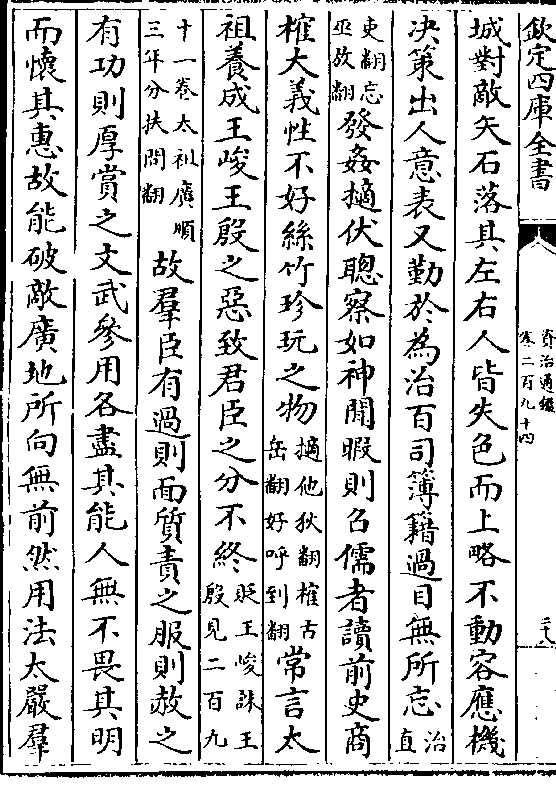 欽定四庫全書
資治通鑑
卷二百九十四
三八
城對敵矢石落其左右人皆失色而上略不動容應機
决策出人意表又勤於為治百司簿籍過目無所忘治直
吏翻忘
巫放翻
發姦擿伏聰察如神閒暇則召儒者讀前史商
榷大義性不好絲竹珍玩之物擿他狄翻榷古
岳翻好呼到翻
常言太
祖養成王峻王殷之惡致君臣之分不終貶王峻誅王
殷見二百九
十一卷太祖廣順
三年分扶問翻
故羣臣有過則面質責之服則赦之
有功則厚賞之文武參用各盡其能人無不畏其明
而懷其惠故能破敵廣地所向無前然用法太嚴羣